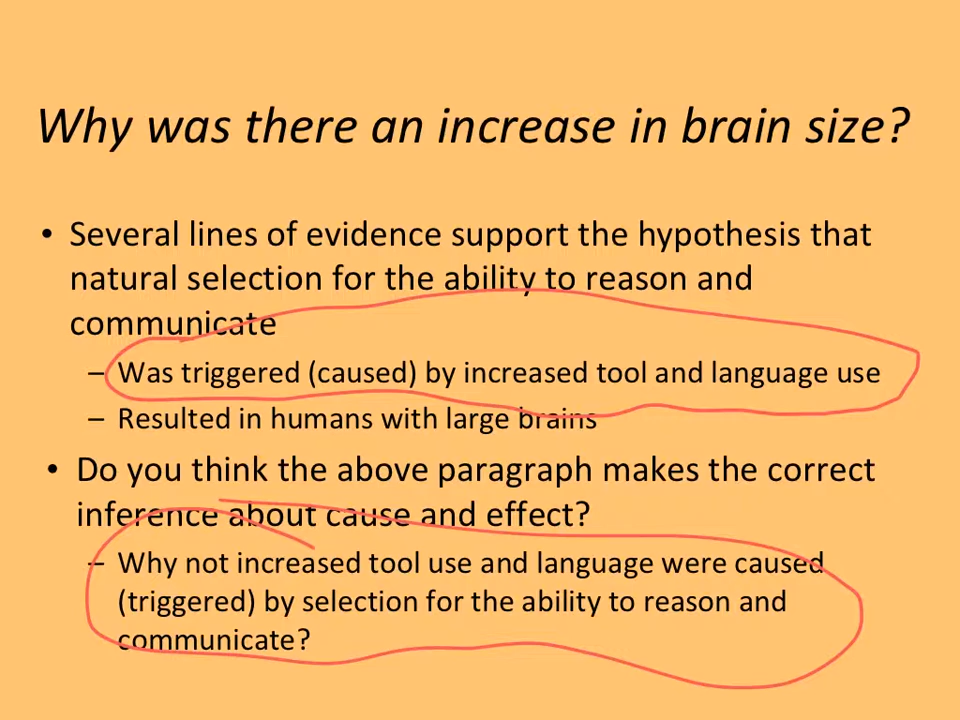 Why was there an increase in brain size?
• Several lines of evidence support the hypothesis that
natural selection for the ability to reason and
communicate
– Was triggered (caused) by increased tool and language use
– Resulted in humans with large brains
• Do you think the above paragraph makes the correct
inference about cause and effect?
– Why not increased tool use and language were caused
(triggered) by selection for the ability to reason and
communicate?